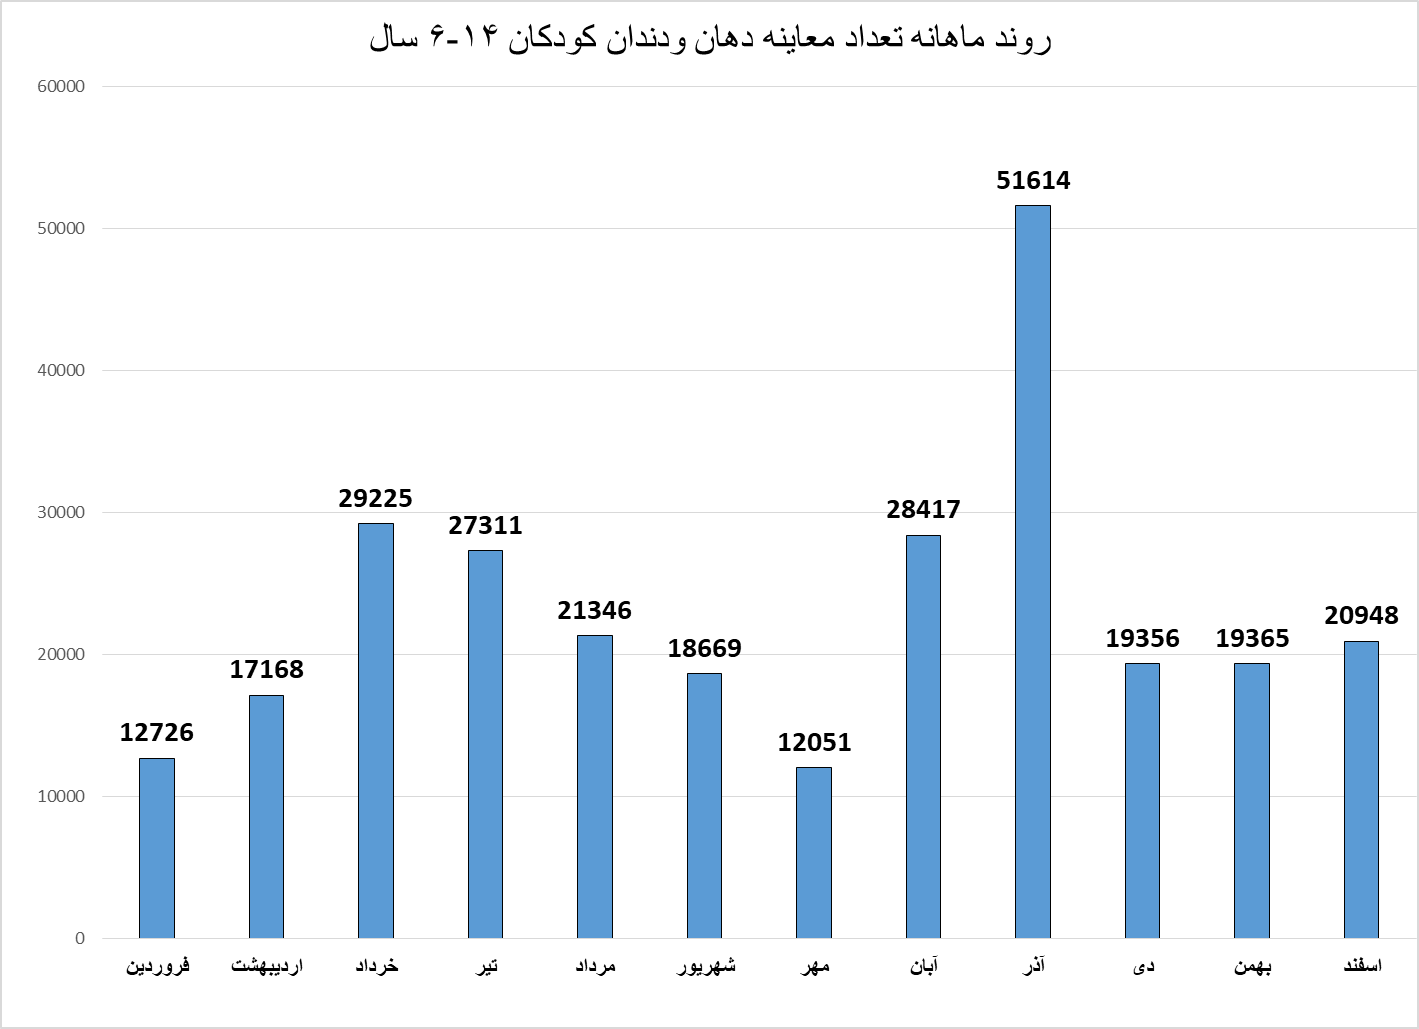 روند ماهانه تعداد معاینه دهان ودندان کودکان ۱۴-۶ سال
60000
50000
40000
30000
20000
10000
0
12726
17168
29225
27311
21346
18669
12051
28417
51614
19356
19365
20948
فروردین
اردیبهشت
خرداد
تیر
مرداد
شهریور
مهر
آبان
آذر
دی
بهمن
اسفند